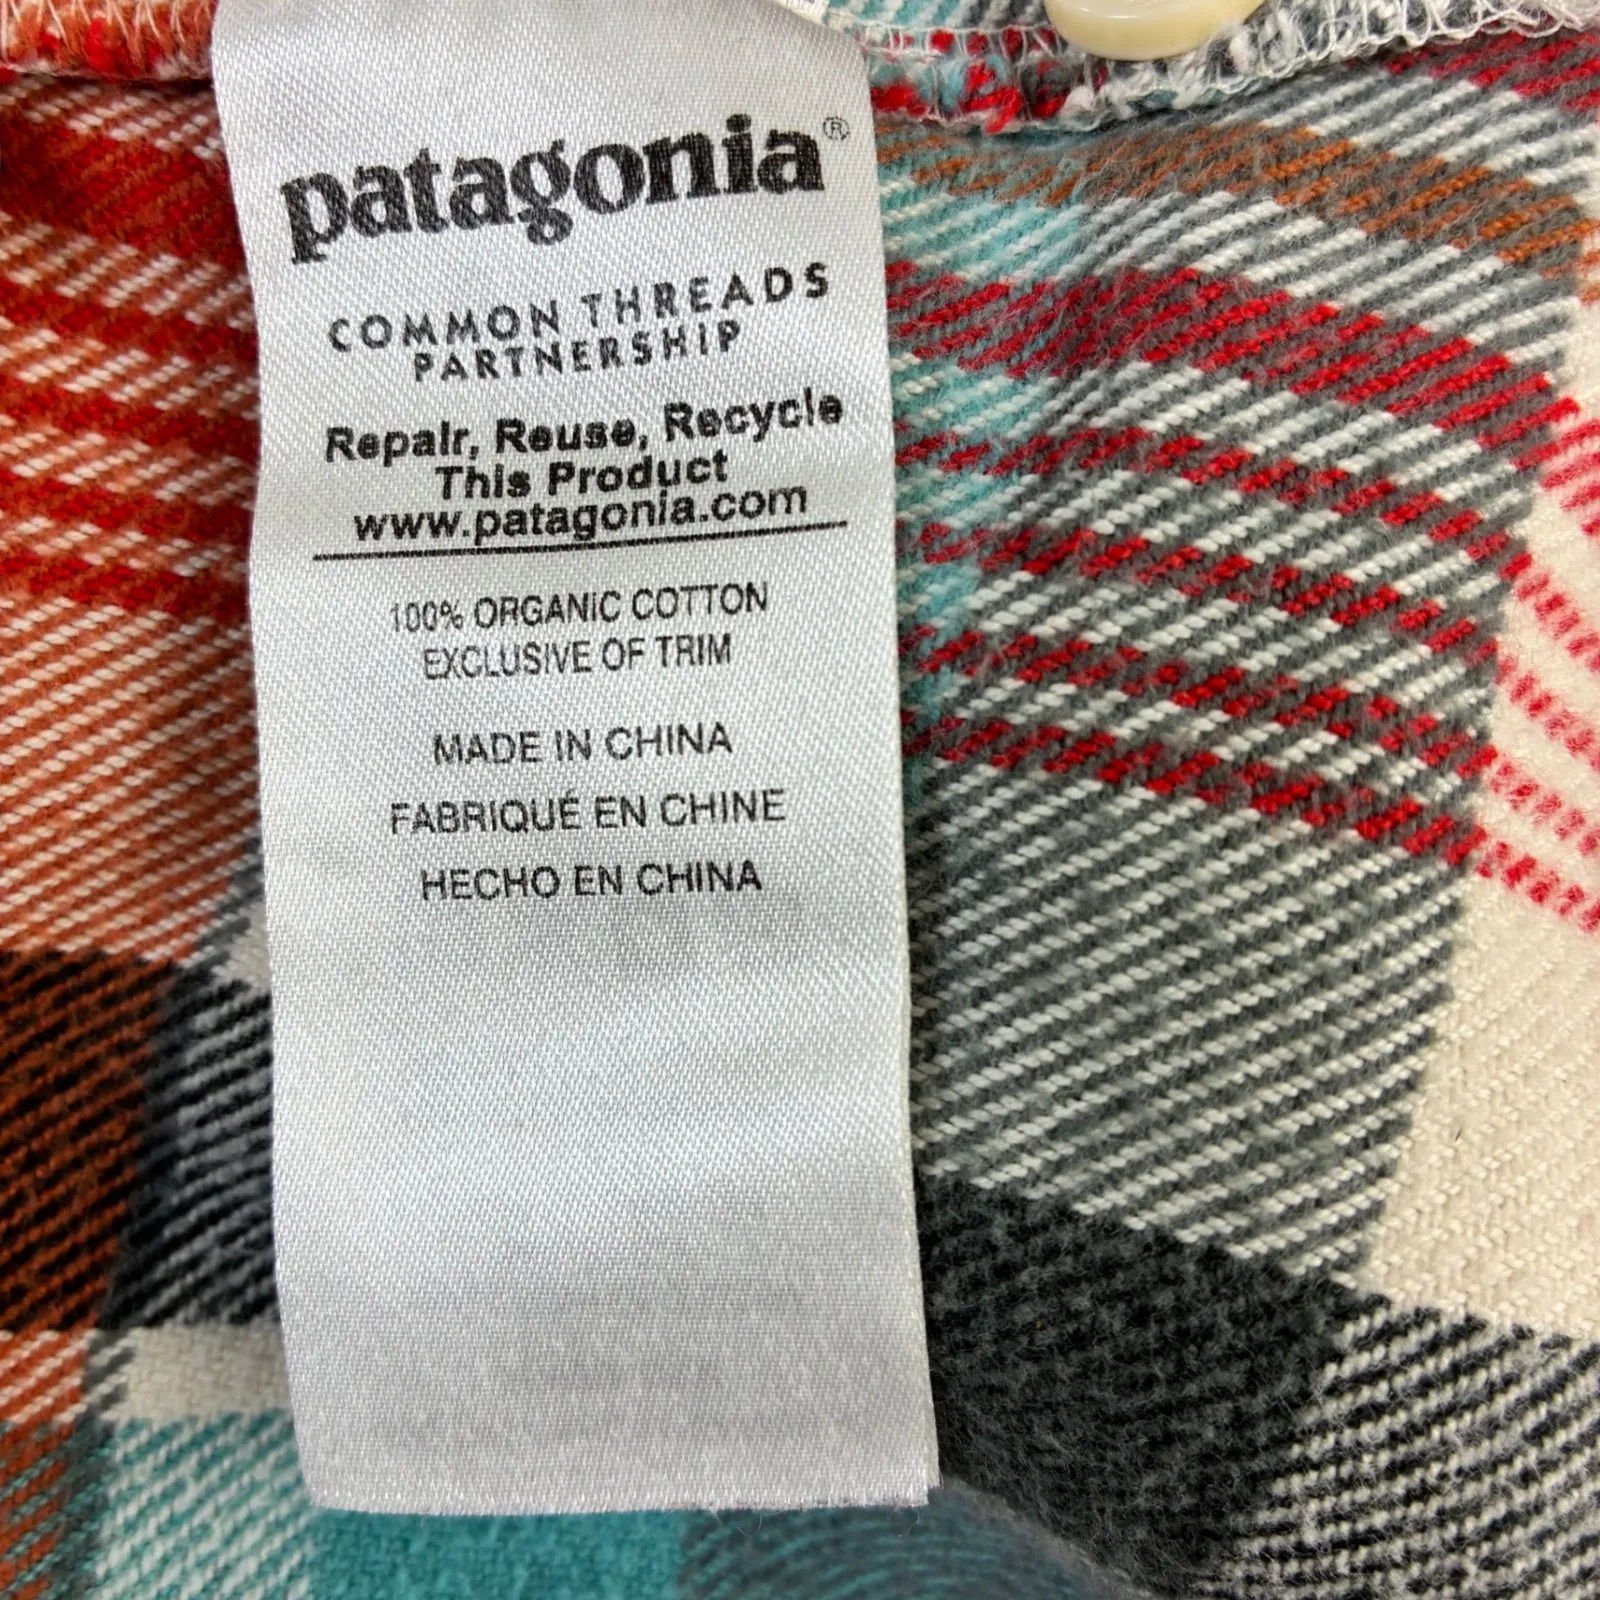 patagonia®
COMMON THREADS
PARTNERSHIP
Repair, Reuse, Recycle
This Product
www.patagonia.com
100% ORGANIC COTTON
EXCLUSIVE OF TRIM
MADE IN CHINA
FABRIQUÉ EN CHINE
HECHO EN CHINA